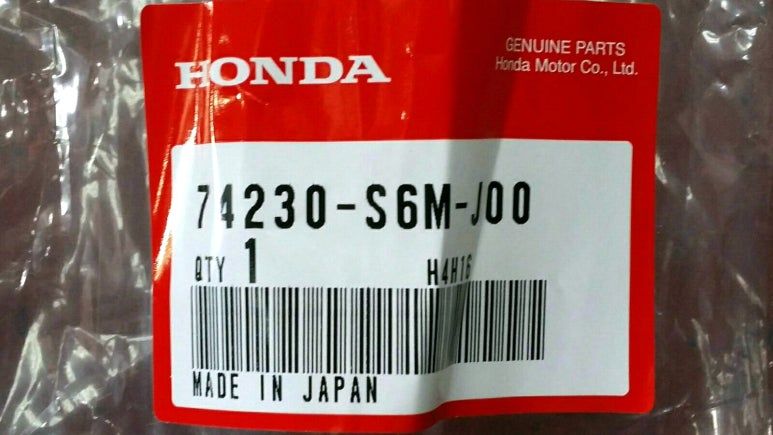 HONDA
GENUINE PARTS
Honda Motor Co., Ltd.
74230-S6M-J00
QTY 1 H4H16
MADE IN JAPAN